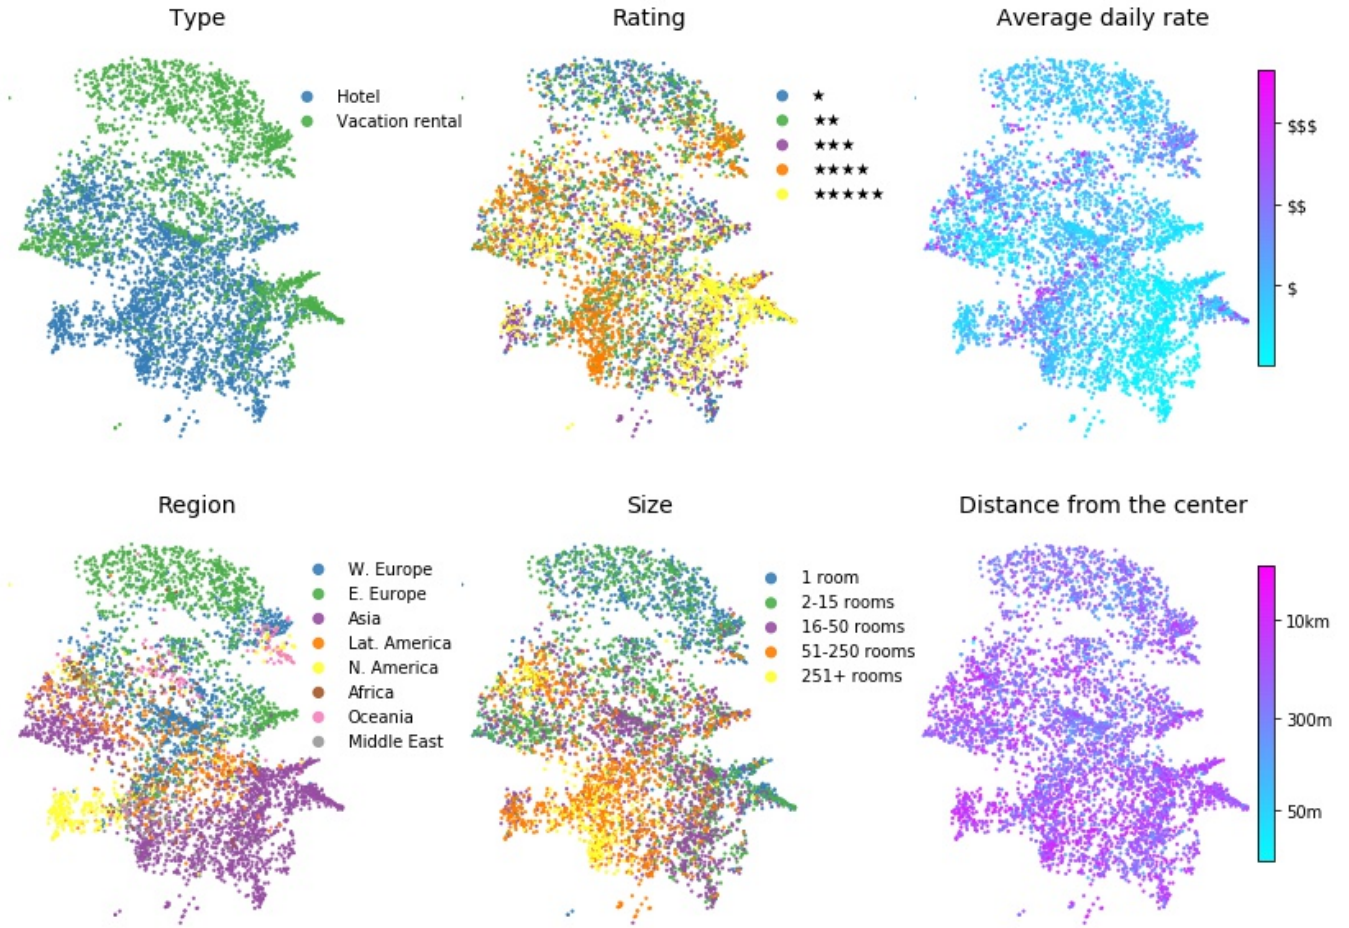 Type
Hotel
Vacation rental
Rating
★
★★
★★★
★★★★
★★★★★
Average daily rate
$$$
$$
$
Region
W. Europe
E. Europe
Asia
Lat. America
N. America
Africa
Oceania
Middle East
Size
1 room
2-15 rooms
16-50 rooms
51-250 rooms
251+ rooms
Distance from the center
10km
300m
50m